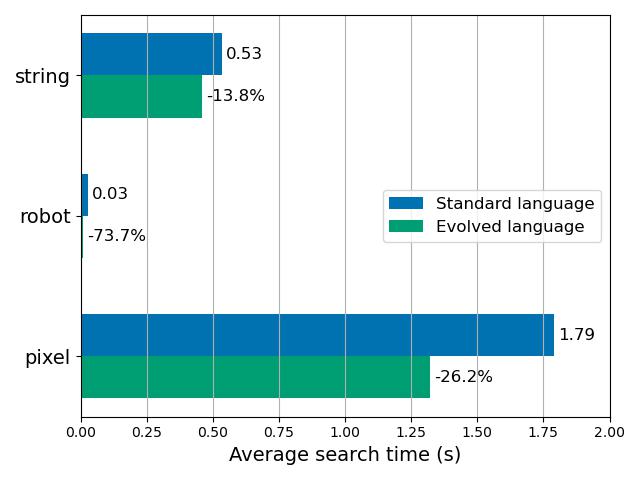 string
0.53
-13.8%
robot
0.03
-73.7%
Standard language
Evolved language
pixel
1.79
-26.2%
0.00 0.25 0.50 0.75 1.00 1.25 1.50 1.75 2.00
Average search time (s)